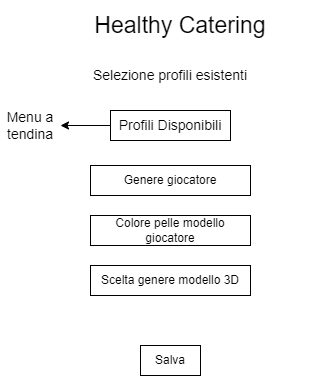 Healthy Catering
Selezione profili esistenti
Menu a
tendina
Profili Disponibili
Genere giocatore
Colore pelle modello
giocatore
Scelta genere modello 3D
Salva